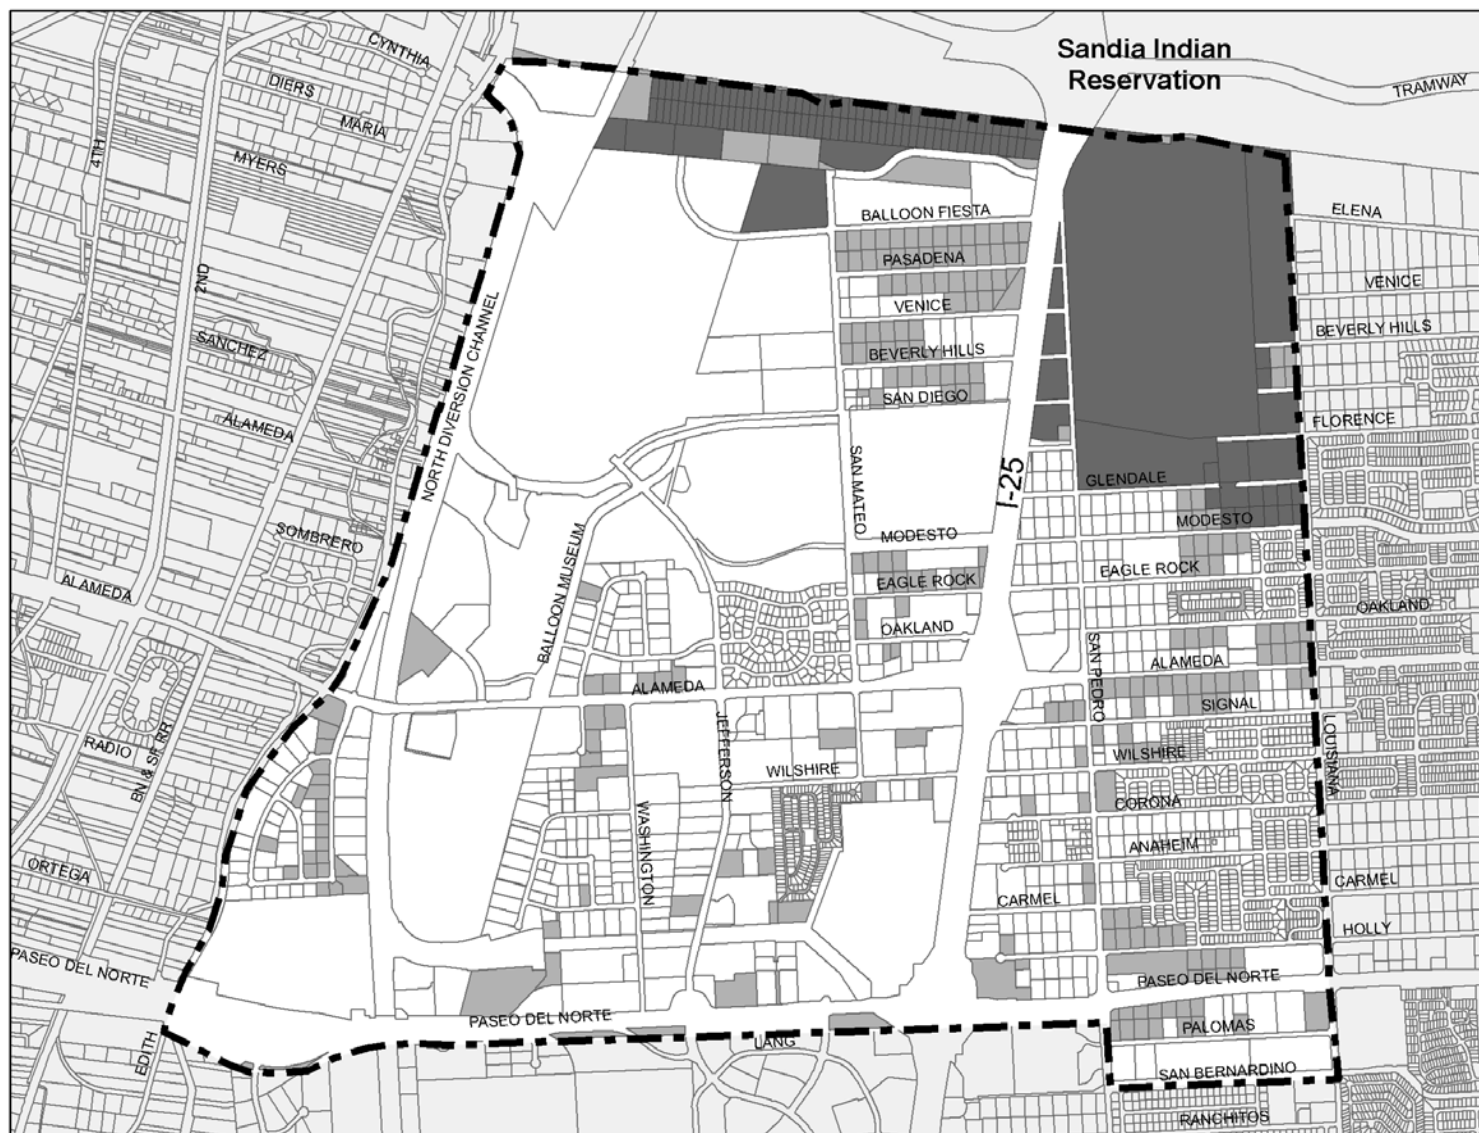 Sandia Indian
Reservation
TRAMWAY
CYNTHIA
DIERS
MARIA
4TH
MYERS
2ND
ELENA
BALLOON FIESTA
PASADENA
VENICE
VENICE
BEVERLY HILLS
SANCHEZ
BEVERLY HILLS
NORTH DIVERSION CHANNEL
SAN DIEGO
ALAMEDA
FLORENCE
SAN MATEO
I-25
GLENDALE
MODESTO
SOMBRERO
MODESTO
EAGLE ROCK
EAGLE ROCK
ALAMEDA
BALLOON MUSEUM
OAKLAND
OAKLAND
SAN PEDRO
ALAMEDA
ALAMEDA
SIGNAL
JEFFERSON
RADIO
BN & SF RR
WILSHIRE
WILSHIRE
LOUISIANA
CORONA
WASHINGTON
ANAHEIM
ORTEGA
CARMEL
CARMEL
HOLLY
PASEO DEL NORTE
PASEO DEL NORTE
PASEO DEL NORTE
PALOMAS
EDITH
LANG
SAN BERNARDINO
RANCHITOS